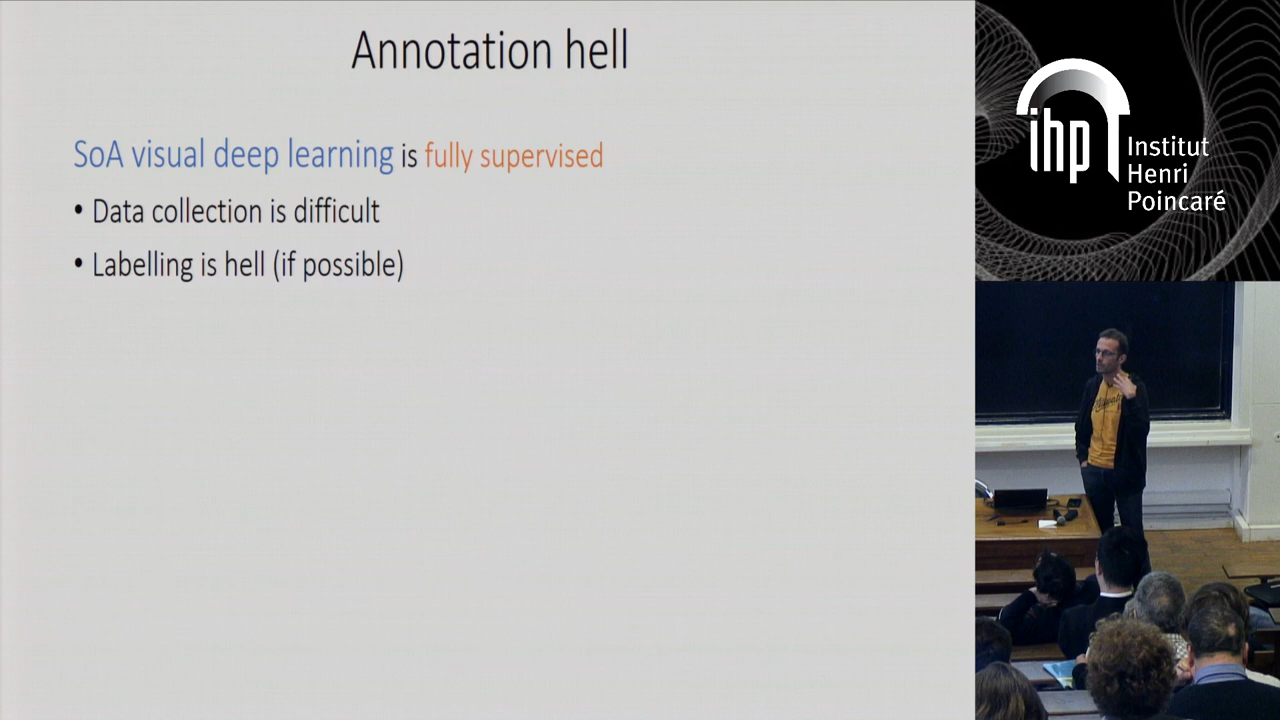 Annotation hell
SoA visual deep learning is fully supervised
• Data collection is difficult
• Labelling is hell (if possible)
ihp Institut
Henri
Poincaré